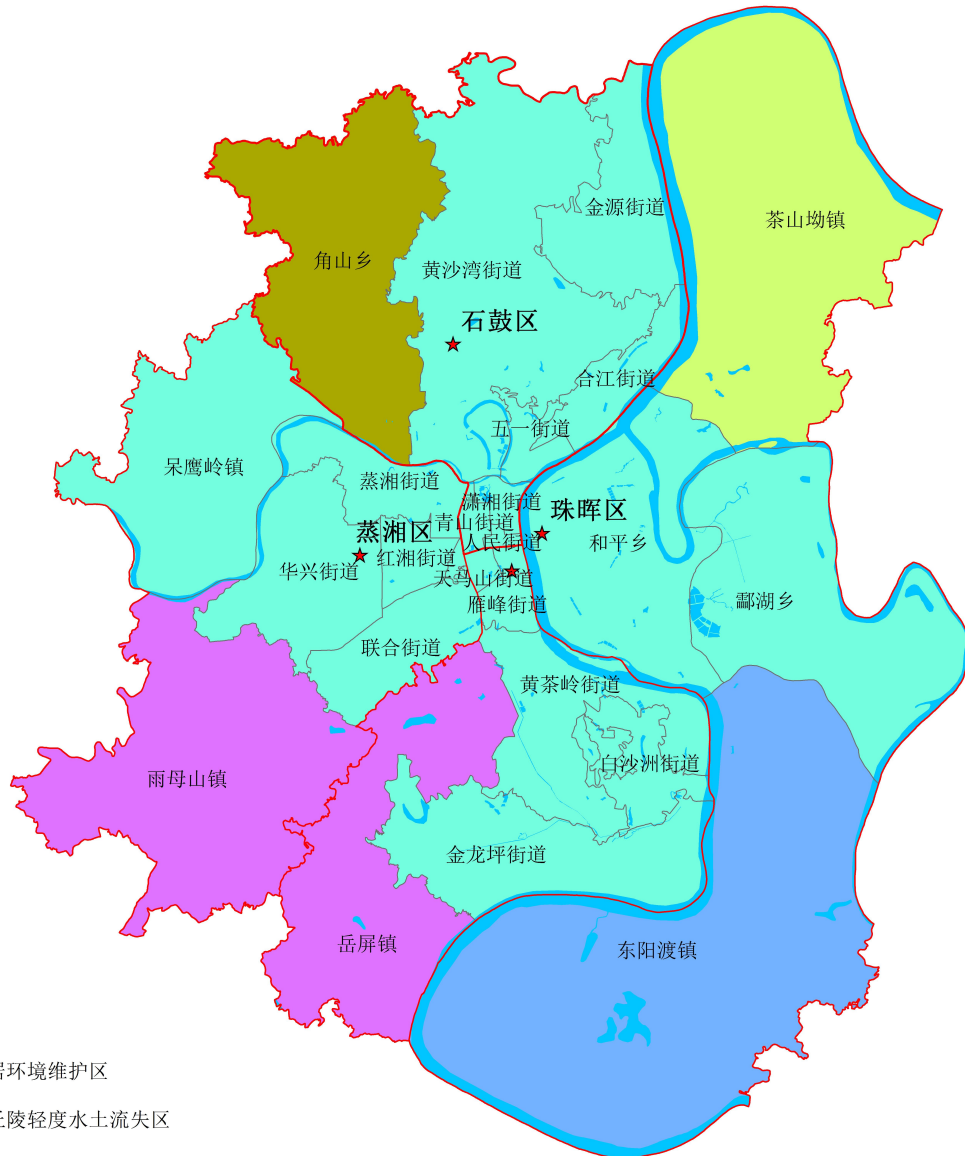 金源街道
茶山坳镇
角山乡
黄沙湾街道
石鼓区
合江街道
五一街道
呆鹰岭镇
蒸湘街道
潇湘街道
珠晖区
青山街道
蒸湘区
人民街道
和平乡
红湘街道
华兴街道
天马山街道
雁峰街道
酃湖乡
联合街道
黄茶岭街道
白沙洲街道
雨母山镇
金龙坪街道
岳屏镇
东阳渡镇
居环境维护区
丘陵轻度水土流失区